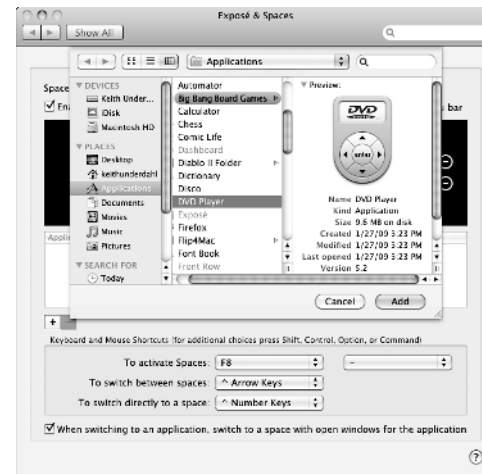 Exposé & Spaces
Show All
Applications
Space
Ena
bar
Appli
DEVICES
Keith Under...
iDisk
Macintosh HD
PLACES
Desktop
keithunderdahl
Applications
Documents
Movies
Music
Pictures
SEARCH FOR
Today
Automator
Big Bang Board Games
Calculator
Chess
Comic Life
Dashboard
Diablo II Folder
Dictionary
Disco
DVD Player
Exposé
Firefox
Flip4Mac
Font Book
Front Row
Preview:
DVD
enter
Name DVD Player
Kind Application
Size 9.6 MB on disk
Created 1/27/09 3:23 PM
Modified 1/27/09 3:23 PM
Last opened 1/27/09 3:23 PM
Version 5.2
Cancel
Add
+ −
Keyboard and Mouse Shortcuts (for additional choices press Shift, Control, Option, or Command)
To activate Spaces: F8 –
To switch between spaces: ^ Arrow Keys
To switch directly to a space: ^ Number Keys
When switching to an application, switch to a space with open windows for the application
?